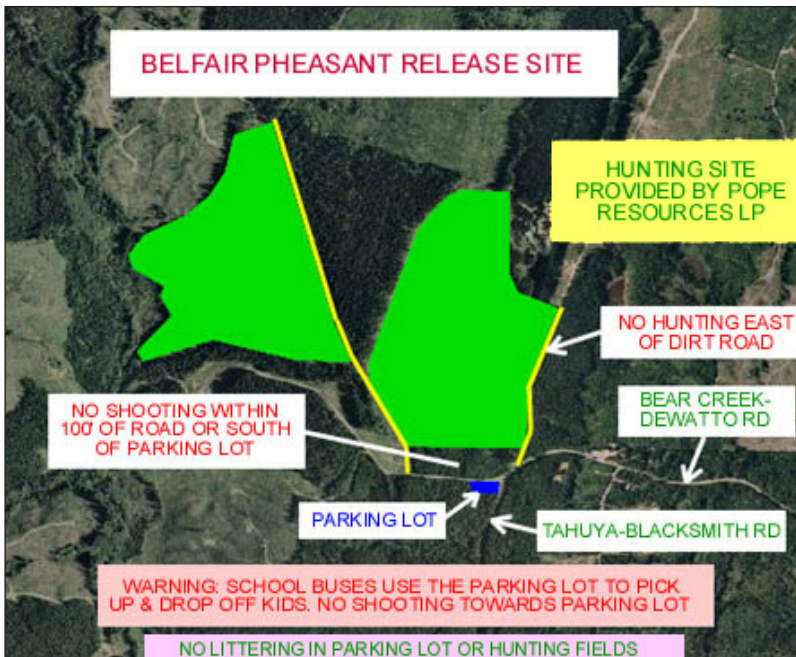 BELFAIR PHEASANT RELEASE SITE
HUNTING SITE
PROVIDED BY POPE
RESOURCES LP
NO HUNTING EAST
OF DIRT ROAD
NO SHOOTING WITHIN
100' OF ROAD OR SOUTH
OF PARKING LOT
BEAR CREEK-
DEWATTO RD
PARKING LOT
TAHUYA-BLACKSMITH RD
WARNING: SCHOOL BUSES USE THE PARKING LOT TO PICK
UP & DROP OFF KIDS. NO SHOOTING TOWARDS PARKING LOT
NO LITTERING IN PARKING LOT OR HUNTING FIELDS